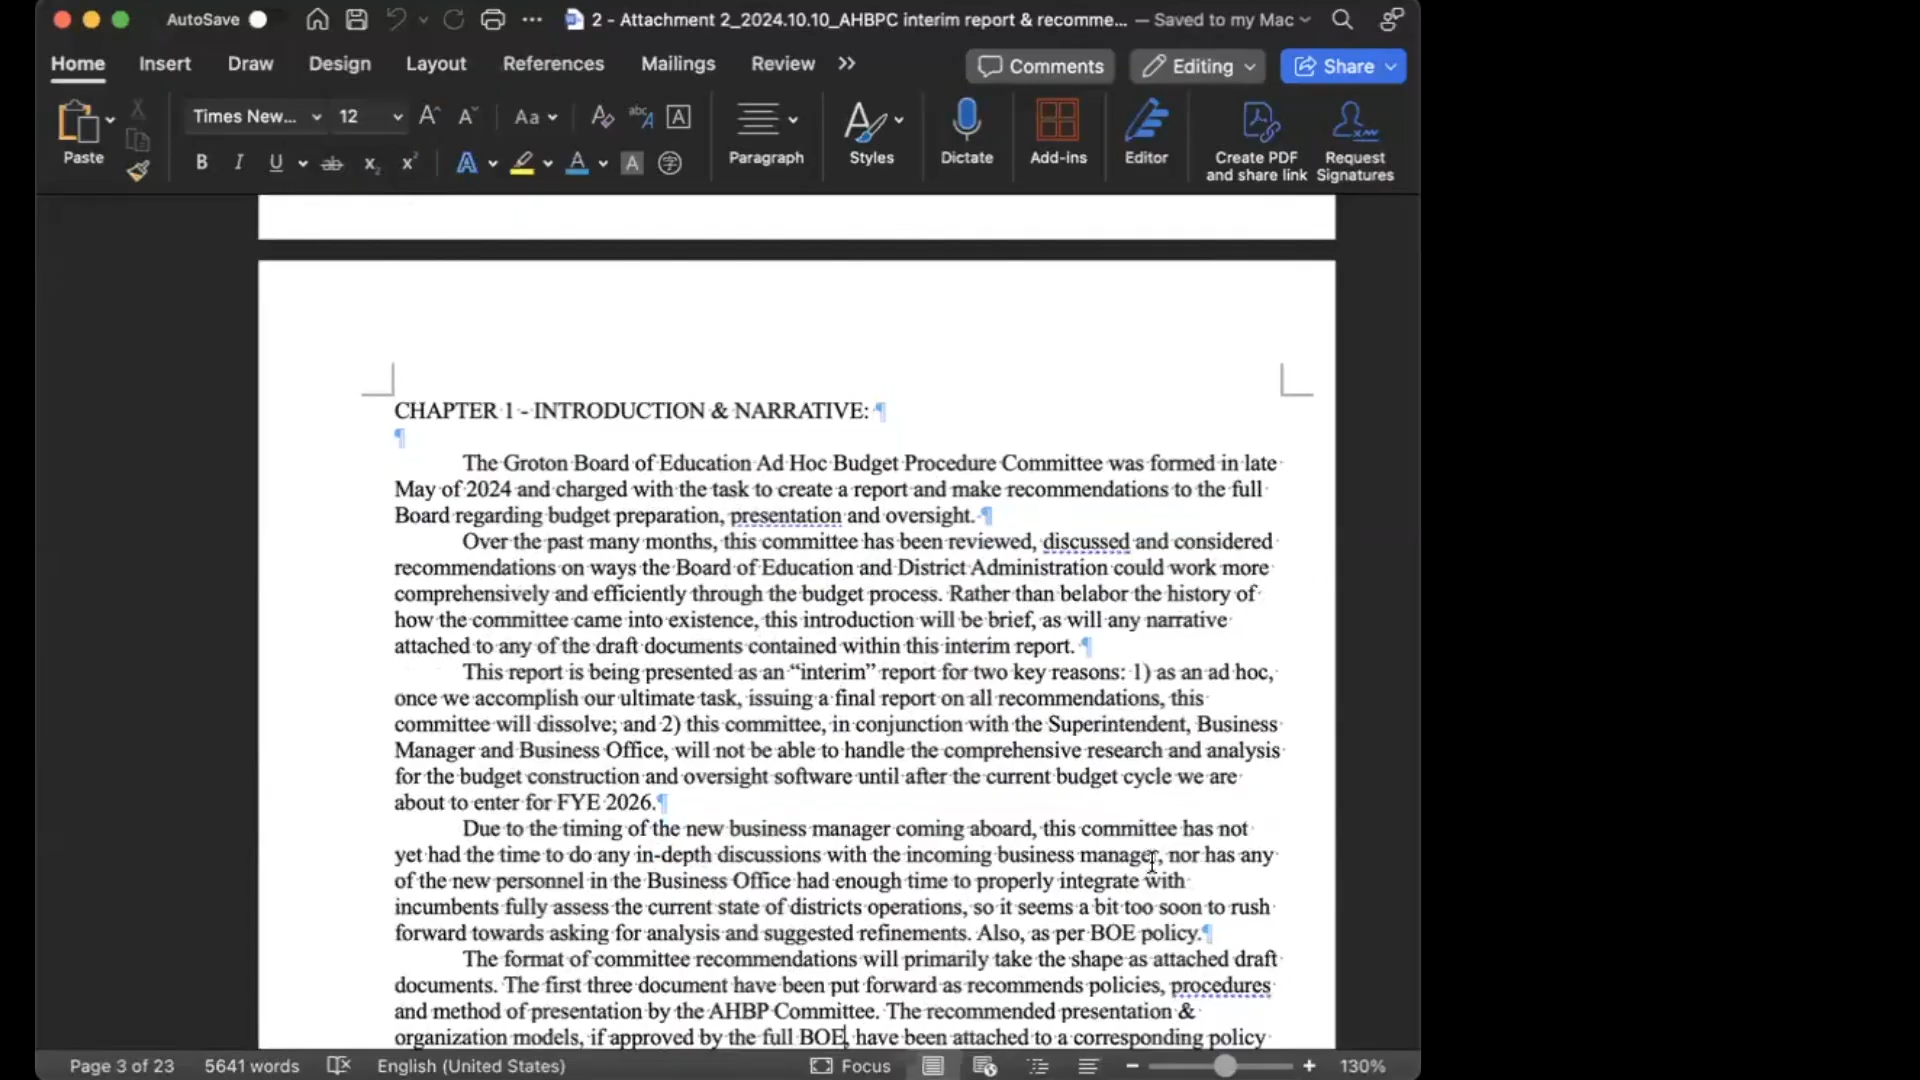 AutoSave
2 - Attachment 2_2024.10.10_AHBPC interim report & recomme... — Saved to my Mac
Home Insert Draw Design Layout References Mailings Review >> Comments Editing Share
Times New... 12 Aa
Paste Paragraph Styles Dictate Add-ins Editor Create PDF and share link Request Signatures
CHAPTER 1 - INTRODUCTION & NARRATIVE:
The Groton Board of Education Ad Hoc Budget Procedure Committee was formed in late
May of 2024 and charged with the task to create a report and make recommendations to the full
Board regarding budget preparation, presentation and oversight.
Over the past many months, this committee has been reviewed, discussed and considered
recommendations on ways the Board of Education and District Administration could work more
comprehensively and efficiently through the budget process. Rather than belabor the history of
how the committee came into existence, this introduction will be brief, as will any narrative
attached to any of the draft documents contained within this interim report.
This report is being presented as an “interim” report for two key reasons: 1) as an ad hoc,
once we accomplish our ultimate task, issuing a final report on all recommendations, this
committee will dissolve; and 2) this committee, in conjunction with the Superintendent, Business
Manager and Business Office, will not be able to handle the comprehensive research and analysis
for the budget construction and oversight software until after the current budget cycle we are
about to enter for FYE 2026.
Due to the timing of the new business manager coming aboard, this committee has not
yet had the time to do any in-depth discussions with the incoming business manager, nor has any
of the new personnel in the Business Office had enough time to properly integrate with
incumbents fully assess the current state of districts operations, so it seems a bit too soon to rush
forward towards asking for analysis and suggested refinements. Also, as per BOE policy.
The format of committee recommendations will primarily take the shape as attached draft
documents. The first three document have been put forward as recommends policies, procedures
and method of presentation by the AHBP Committee. The recommended presentation &
organization models, if approved by the full BOE, have been attached to a corresponding policy
Page 3 of 23 5641 words English (United States) Focus 130%